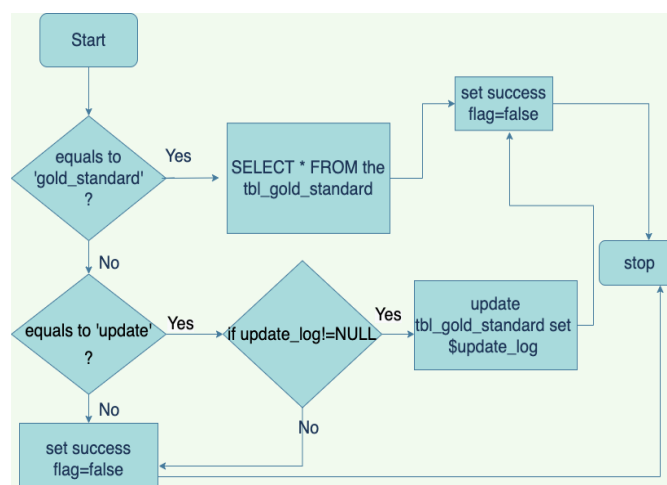 Start
equals to
'gold_standard'
?
Yes
SELECT * FROM the
tbl_gold_standard
set success
flag=false
stop
No
equals to 'update'
?
Yes
if update_log!=NULL
Yes
update
tbl_gold_standard set
$update_log
No
No
set success
flag=false